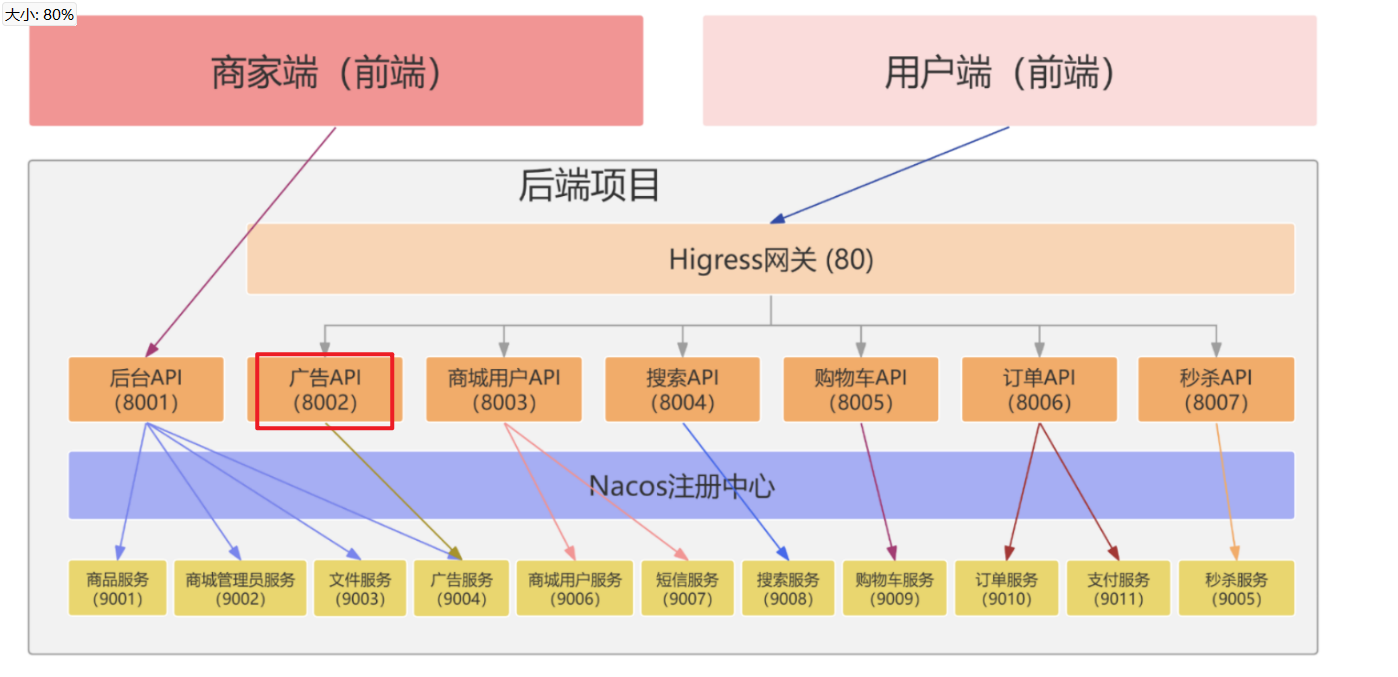 大小: 80%
商家端（前端）
用户端（前端）
后端项目
Higress网关 (80)
后台API
（8001）
广告API
（8002）
商城用户API
（8003）
搜索API
（8004）
购物车API
（8005）
订单API
（8006）
秒杀API
（8007）
Nacos注册中心
商品服务
（9001）
商城管理员服务
（9002）
文件服务
（9003）
广告服务
（9004）
商城用户服务
（9006）
短信服务
（9007）
搜索服务
（9008）
购物车服务
（9009）
订单服务
（9010）
支付服务
（9011）
秒杀服务
（9005）